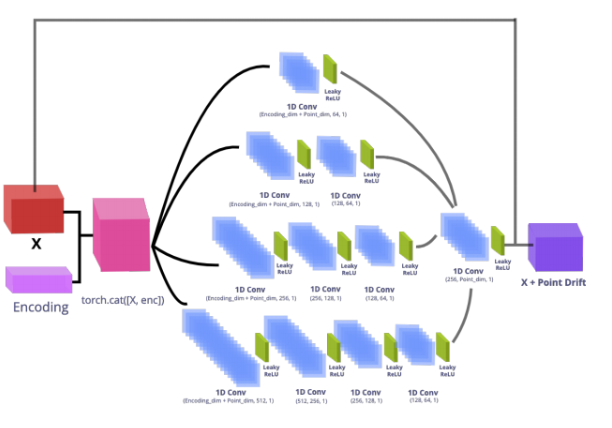 Leaky
ReLU
1D Conv
(Encoding_dim + Point_dim, 64, 1)
Leaky
ReLU
Leaky
ReLU
1D Conv
(Encoding_dim + Point_dim, 128, 1)
1D Conv
(128, 64, 1)
X
Encoding
torch.cat([X, enc])
Leaky
ReLU
Leaky
ReLU
Leaky
ReLU
1D Conv
(Encoding_dim + Point_dim, 256, 1)
1D Conv
(256, 128, 1)
1D Conv
(128, 64, 1)
Leaky
ReLU
1D Conv
(256, Point_dim, 1)
X + Point Drift
Leaky
ReLU
Leaky
ReLU
Leaky
ReLU
Leaky
ReLU
1D Conv
(Encoding_dim + Point_dim, 512, 1)
1D Conv
(512, 256, 1)
1D Conv
(256, 128, 1)
1D Conv
(128, 64, 1)